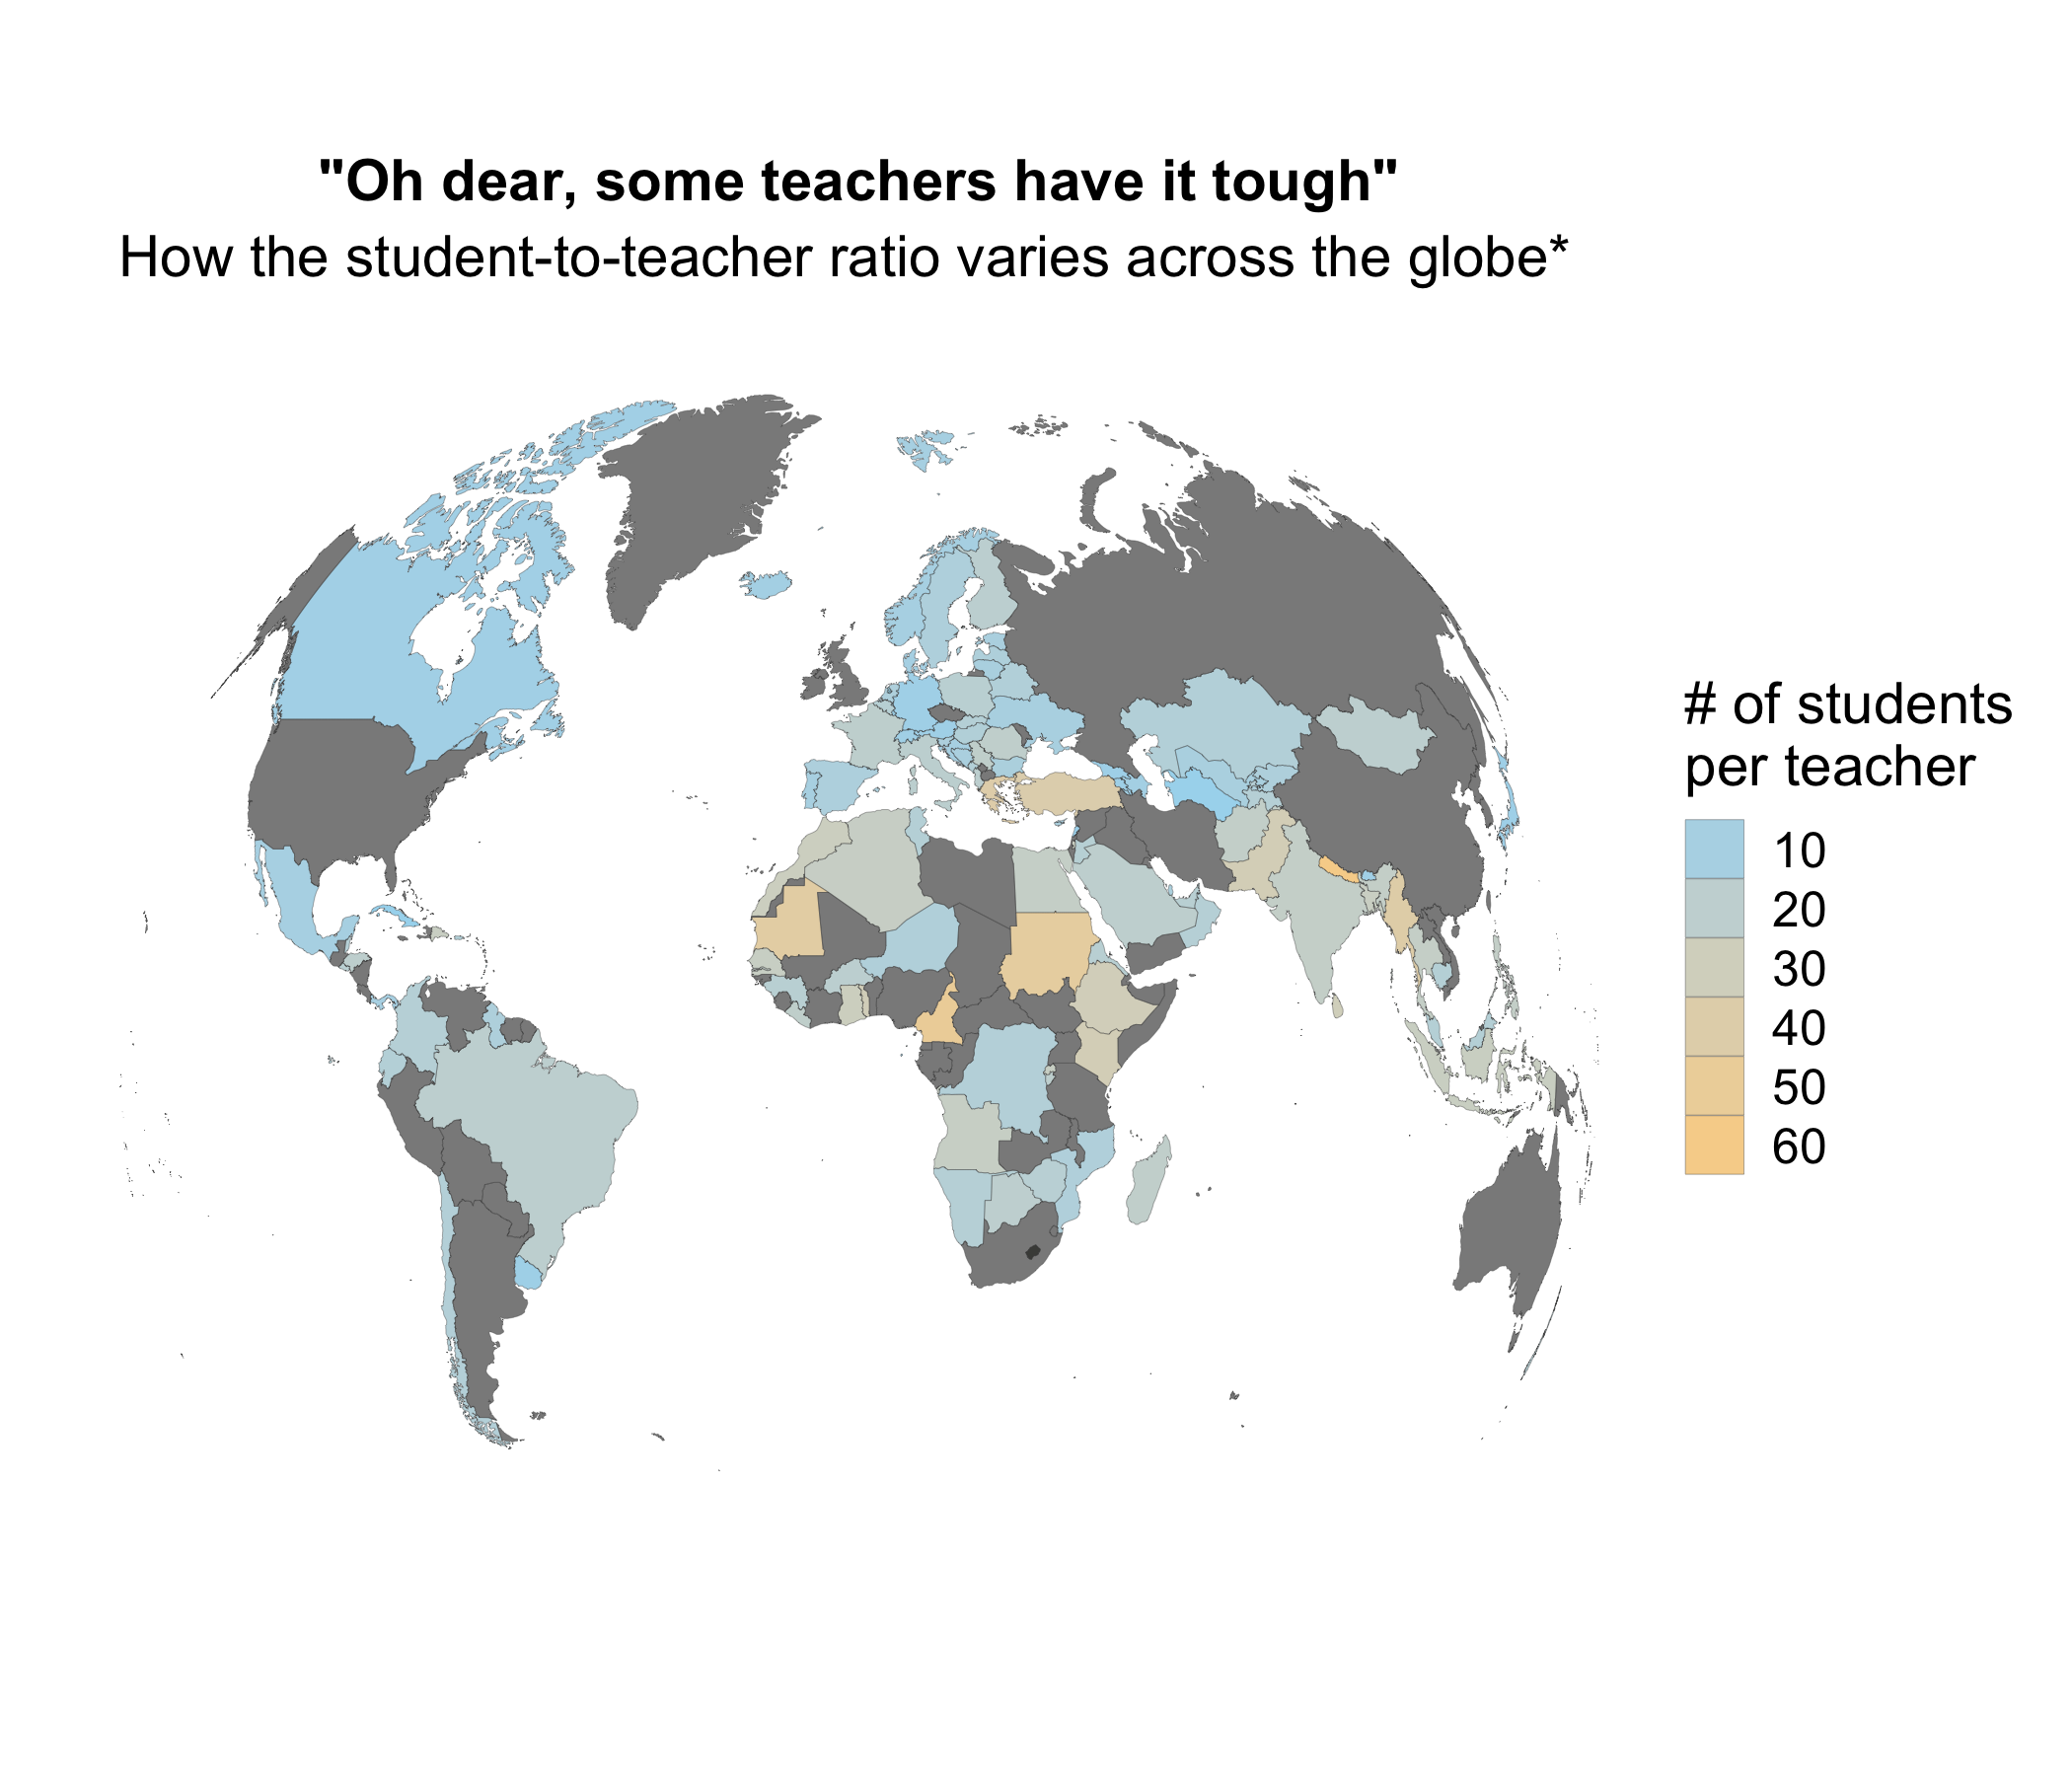 "Oh dear, some teachers have it tough"
How the student-to-teacher ratio varies across the globe*
# of students
per teacher
10
20
30
40
50
60